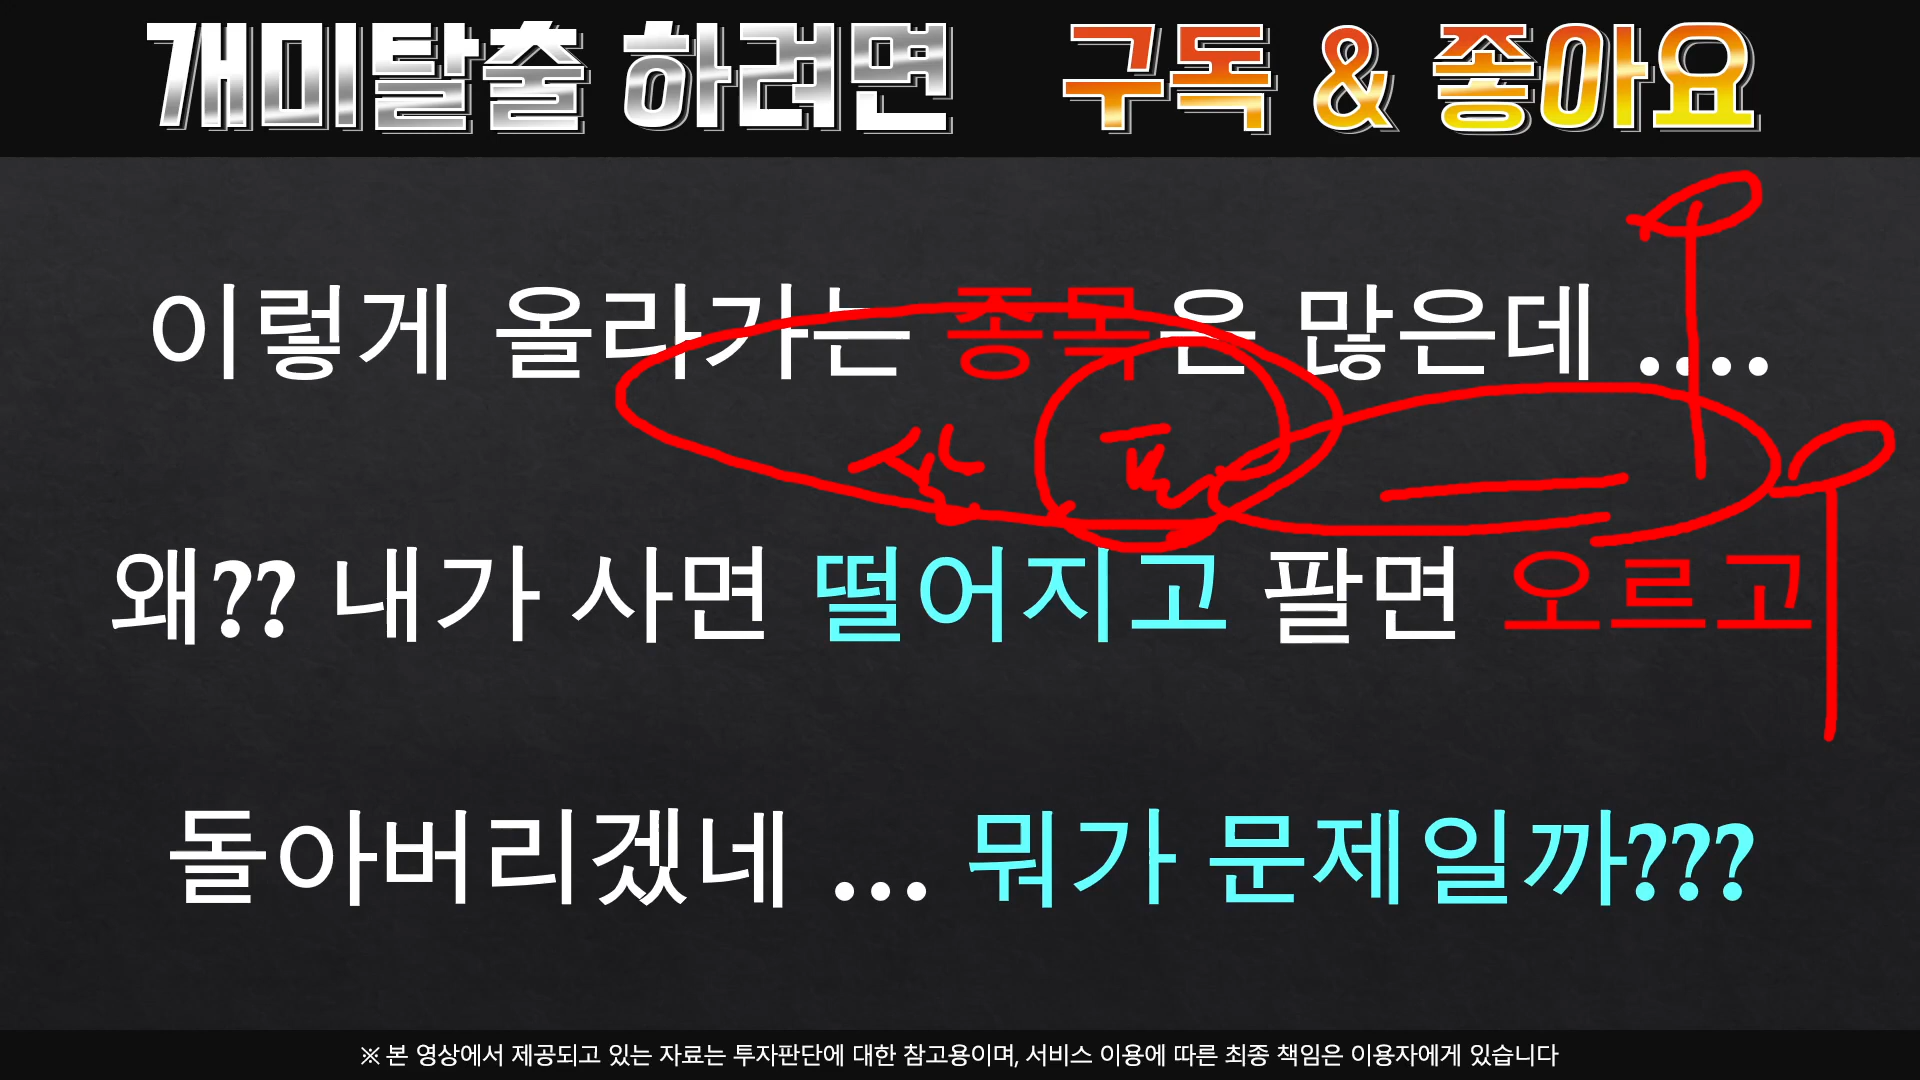 개미탈출 하려면 구독 & 좋아요
이렇게 올라가는 종목은 많은데 ....
왜?? 내가 사면 떨어지고 팔면 오르고
돌아버리겠네 ... 뭐가 문제일까???
※ 본 영상에서 제공되고 있는 자료는 투자판단에 대한 참고용이며, 서비스 이용에 따른 최종 책임은 이용자에게 있습니다